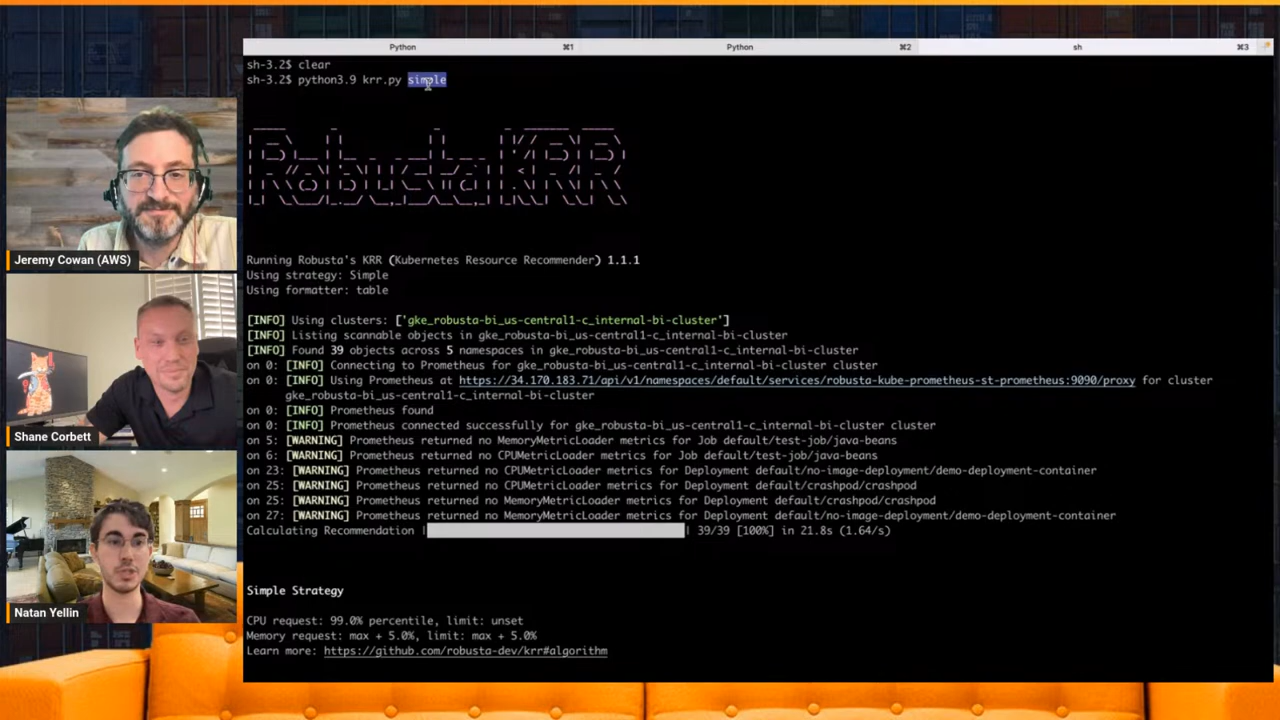 Python ⌘1 Python ⌘2 sh ⌘3
sh-3.2$ clear
sh-3.2$ python3.9 krr.py simple
RobustaKRR
Running Robusta's KRR (Kubernetes Resource Recommender) 1.1.1
Using strategy: Simple
Using formatter: table
[INFO] Using clusters: ['gke_robusta-bi_us-central1-c_internal-bi-cluster']
[INFO] Listing scannable objects in gke_robusta-bi_us-central1-c_internal-bi-cluster
[INFO] Found 39 objects across 5 namespaces in gke_robusta-bi_us-central1-c_internal-bi-cluster
on 0: [INFO] Connecting to Prometheus for gke_robusta-bi_us-central1-c_internal-bi-cluster cluster
on 0: [INFO] Using Prometheus at https://34.170.183.71/api/v1/namespaces/default/services/robusta-kube-prometheus-st-prometheus:9090/proxy for cluster
gke_robusta-bi_us-central1-c_internal-bi-cluster
on 0: [INFO] Prometheus found
on 0: [INFO] Prometheus connected successfully for gke_robusta-bi_us-central1-c_internal-bi-cluster cluster
on 5: [WARNING] Prometheus returned no MemoryMetricLoader metrics for Job default/test-job/java-beans
on 6: [WARNING] Prometheus returned no CPUMetricLoader metrics for Job default/test-job/java-beans
on 23: [WARNING] Prometheus returned no CPUMetricLoader metrics for Deployment default/no-image-deployment/demo-deployment-container
on 25: [WARNING] Prometheus returned no CPUMetricLoader metrics for Deployment default/crashpod/crashpod
on 25: [WARNING] Prometheus returned no MemoryMetricLoader metrics for Deployment default/crashpod/crashpod
on 27: [WARNING] Prometheus returned no MemoryMetricLoader metrics for Deployment default/no-image-deployment/demo-deployment-container
Calculating Recommendation | | 39/39 [100%] in 21.8s (1.64/s)
Simple Strategy
CPU request: 99.0% percentile, limit: unset
Memory request: max + 5.0%, limit: max + 5.0%
Learn more: https://github.com/robusta-dev/krr#algorithm
Jeremy Cowan (AWS)
Shane Corbett
Natan Yellin